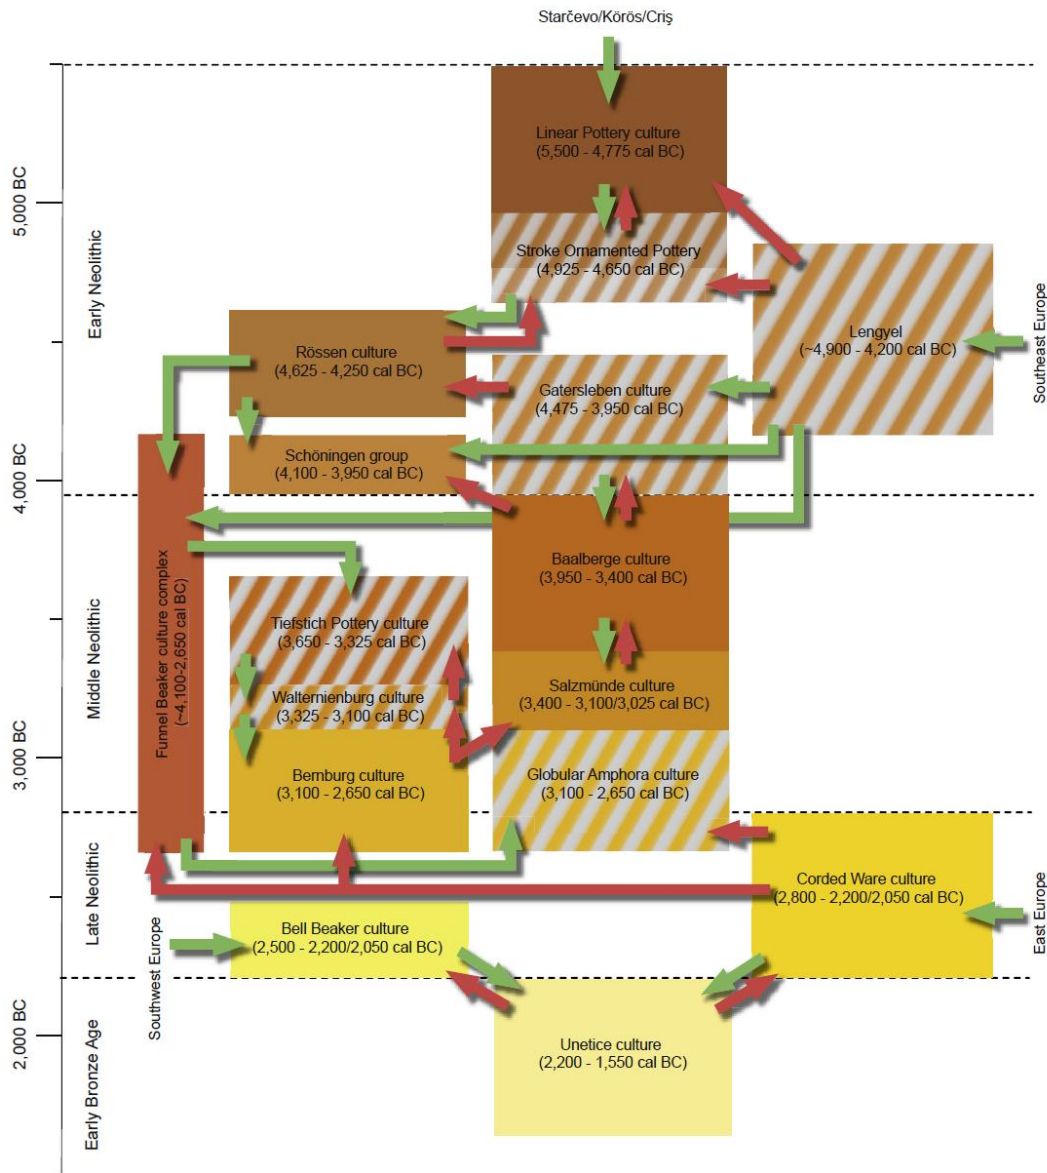 Starčevo/Körös/Criş
Linear Pottery culture
(5,500 - 4,775 cal BC)
5,000 BC
Early Neolithic
Stroke Ornamented Pottery
(4,925 - 4,650 cal BC)
Lengyel
(~4,900 - 4,200 cal BC)
Southeast Europe
Rössen culture
(4,625 - 4,250 cal BC)
Gatersleben culture
(4,475 - 3,950 cal BC)
Schöningen group
(4,100 - 3,950 cal BC)
4,000 BC
Funnel Beaker culture complex
(~4,100-2,650 cal BC)
Baalberge culture
(3,950 - 3,400 cal BC)
Middle Neolithic
Tiefstich Pottery culture
(3,650 - 3,325 cal BC)
Walternienburg culture
(3,325 - 3,100 cal BC)
Salzmünde culture
(3,400 - 3,100/3,025 cal BC)
3,000 BC
Bernburg culture
(3,100 - 2,650 cal BC)
Globular Amphora culture
(3,100 - 2,650 cal BC)
Late Neolithic
Corded Ware culture
(2,800 - 2,200/2,050 cal BC)
East Europe
Southwest Europe
Bell Beaker culture
(2,500 - 2,200/2,050 cal BC)
2,000 BC
Early Bronze Age
Unetice culture
(2,200 - 1,550 cal BC)